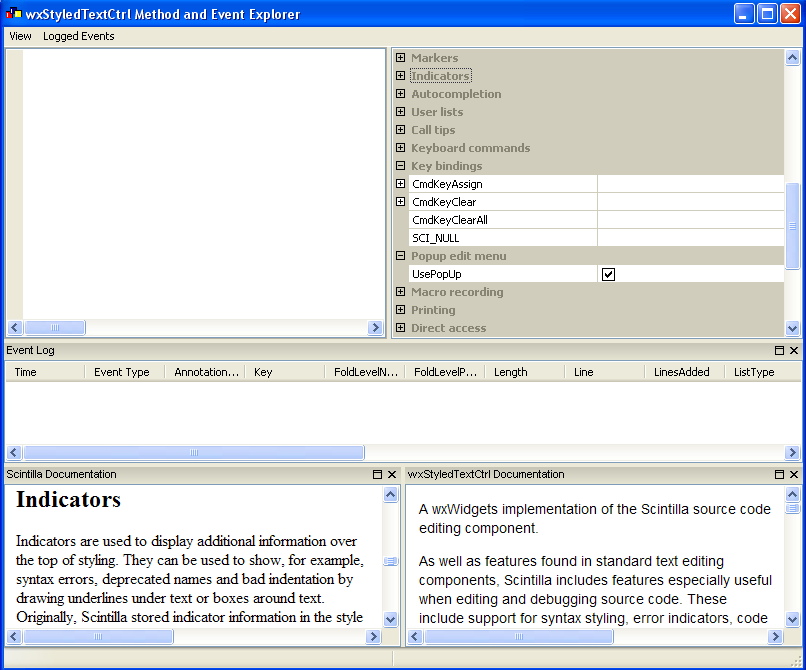 wxStyledTextCtrl Method and Event Explorer
View Logged Events
Markers
Indicators
Autocompletion
User lists
Call tips
Keyboard commands
Key bindings
CmdKeyAssign
CmdKeyClear
CmdKeyClearAll
SCI_NULL
Popup edit menu
UsePopUp
Macro recording
Printing
Direct access
Event Log
Time Event Type Annotation... Key FoldLevelN... FoldLevelP... Length Line LinesAdded ListType
Scintilla Documentation
Indicators
Indicators are used to display additional information over
the top of styling. They can be used to show, for example,
syntax errors, deprecated names and bad indentation by
drawing underlines under text or boxes around text.
Originally, Scintilla stored indicator information in the style
wxStyledTextCtrl Documentation
A wxWidgets implementation of the Scintilla source code
editing component.
As well as features found in standard text editing
components, Scintilla includes features especially useful
when editing and debugging source code. These
include support for syntax styling, error indicators, code